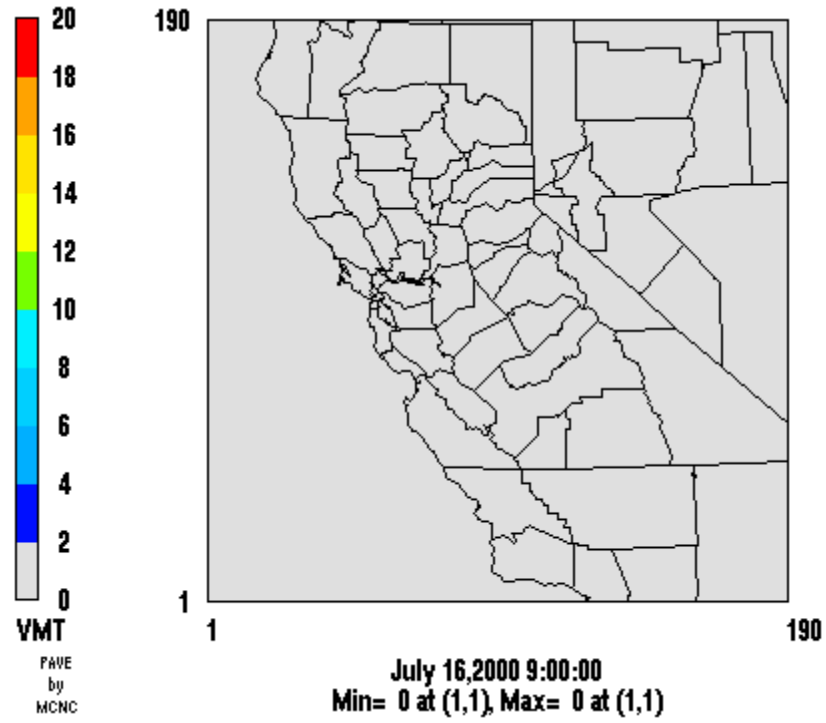 20
18
16
14
12
10
8
6
4
2
0
VMT
PAVE
by
MCNC
190
1
1
190
July 16,2000 9:00:00
Min= 0 at (1,1), Max= 0 at (1,1)